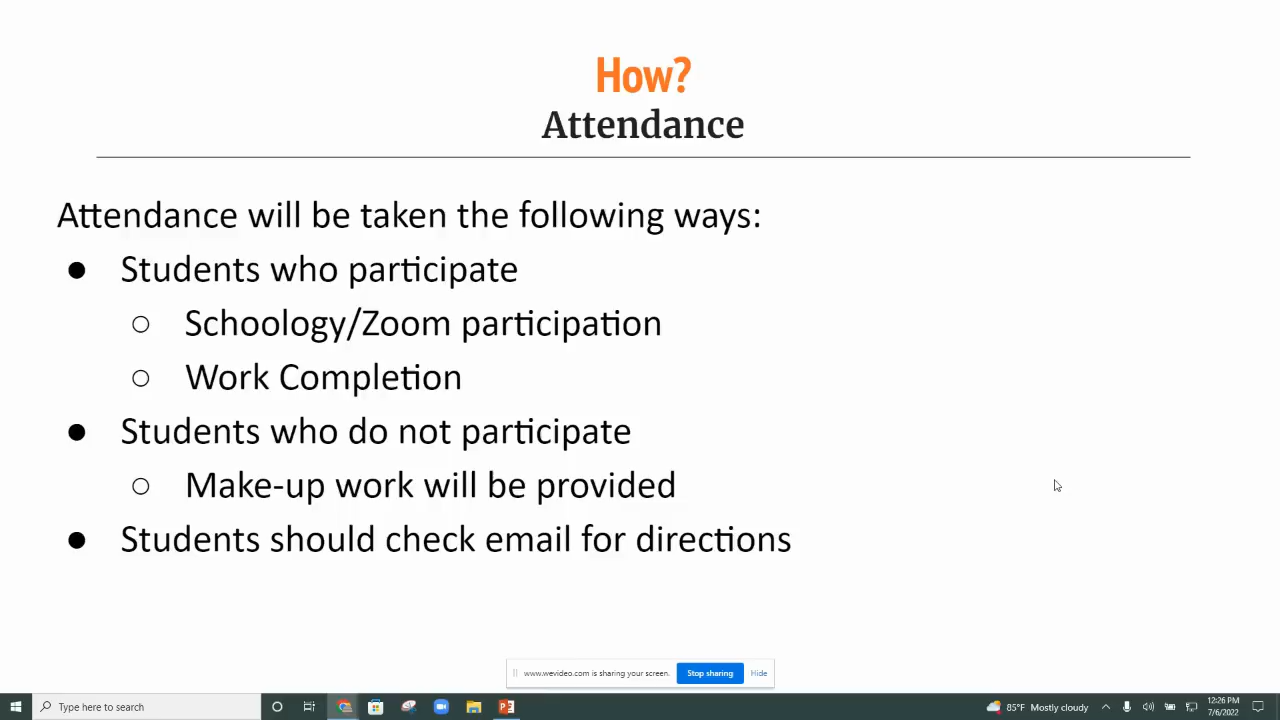 How?
Attendance
Attendance will be taken the following ways:
● Students who participate
○ Schoology/Zoom participation
○ Work Completion
● Students who do not participate
○ Make-up work will be provided
● Students should check email for directions
www.wevideo.com is sharing your screen. Stop sharing Hide
Type here to search
85°F Mostly cloudy
12:26 PM
7/6/2022